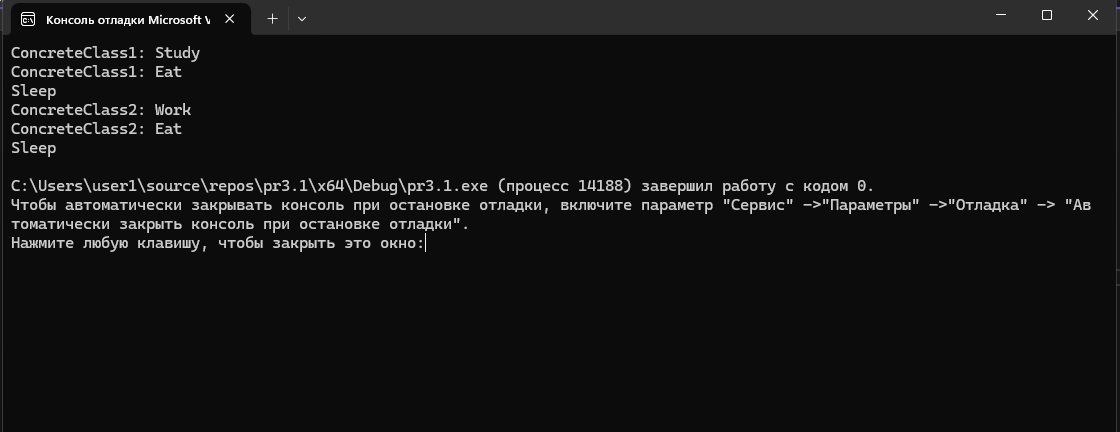 Консоль отладки Microsoft V
ConcreteClass1: Study
ConcreteClass1: Eat
Sleep
ConcreteClass2: Work
ConcreteClass2: Eat
Sleep
C:\Users\user1\source\repos\pr3.1\x64\Debug\pr3.1.exe (процесс 14188) завершил работу с кодом 0.
Чтобы автоматически закрывать консоль при остановке отладки, включите параметр "Сервис" ->"Параметры" ->"Отладка" -> "Ав
томатически закрыть консоль при остановке отладки".
Нажмите любую клавишу, чтобы закрыть это окно: